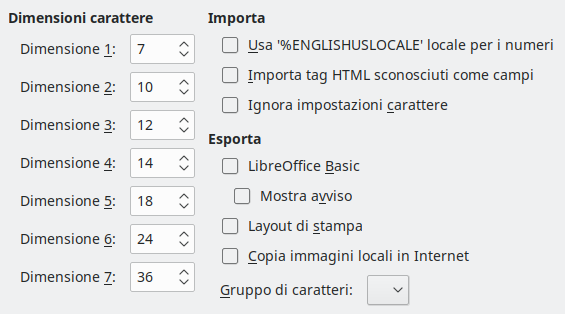 Dimensioni carattere
Dimensione 1: 7
Dimensione 2: 10
Dimensione 3: 12
Dimensione 4: 14
Dimensione 5: 18
Dimensione 6: 24
Dimensione 7: 36
Importa
Usa '%ENGLISHUSLOCALE' locale per i numeri
Importa tag HTML sconosciuti come campi
Ignora impostazioni carattere
Esporta
LibreOffice Basic
Mostra avviso
Layout di stampa
Copia immagini locali in Internet
Gruppo di caratteri: